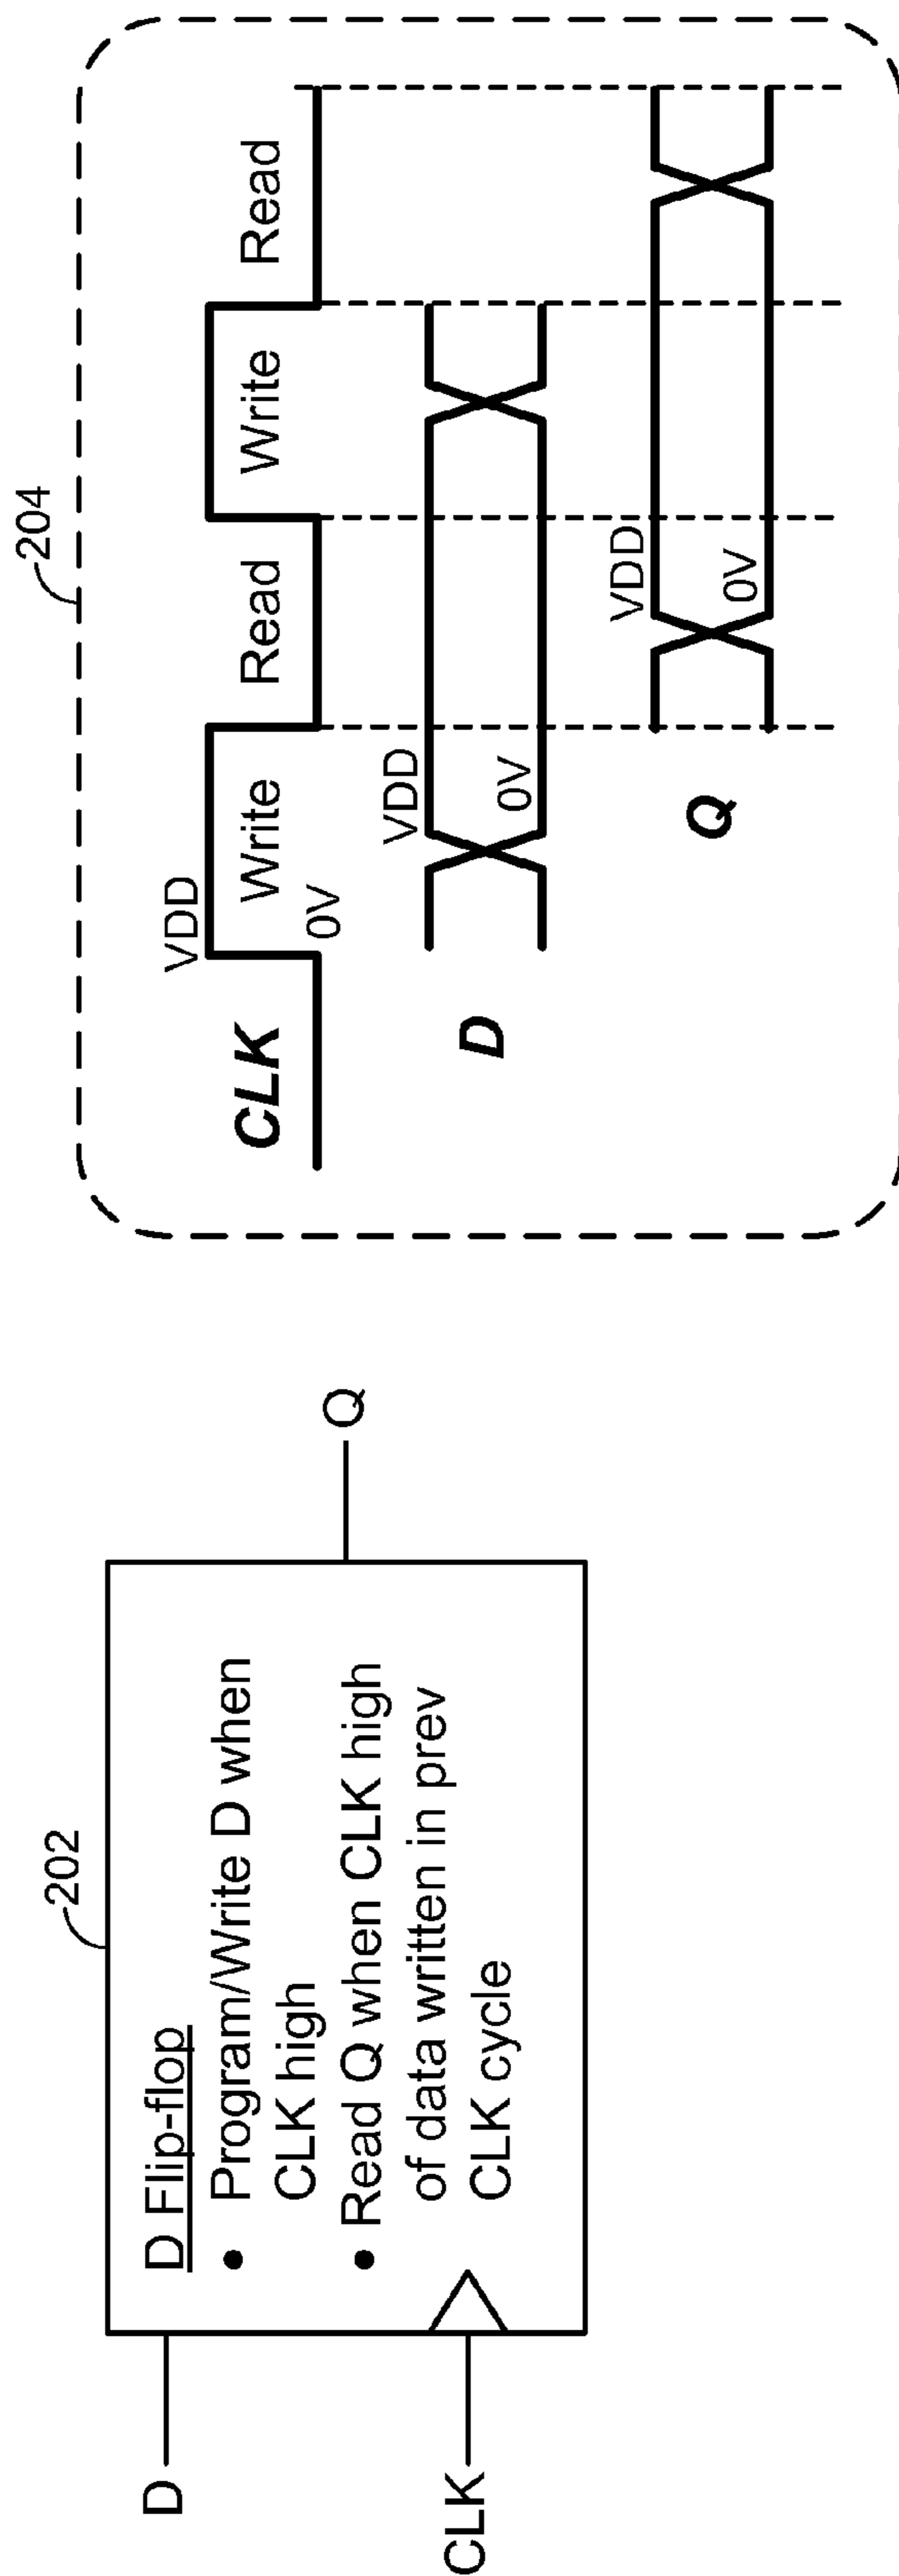 202
D Flip-flop
• Program/Write D when
CLK high
• Read Q when CLK high
of data written in prev
CLK cycle
D
CLK
Q
204
VDD
CLK
Write
Read
Write
Read
0V
VDD
D
0V
VDD
Q
0V